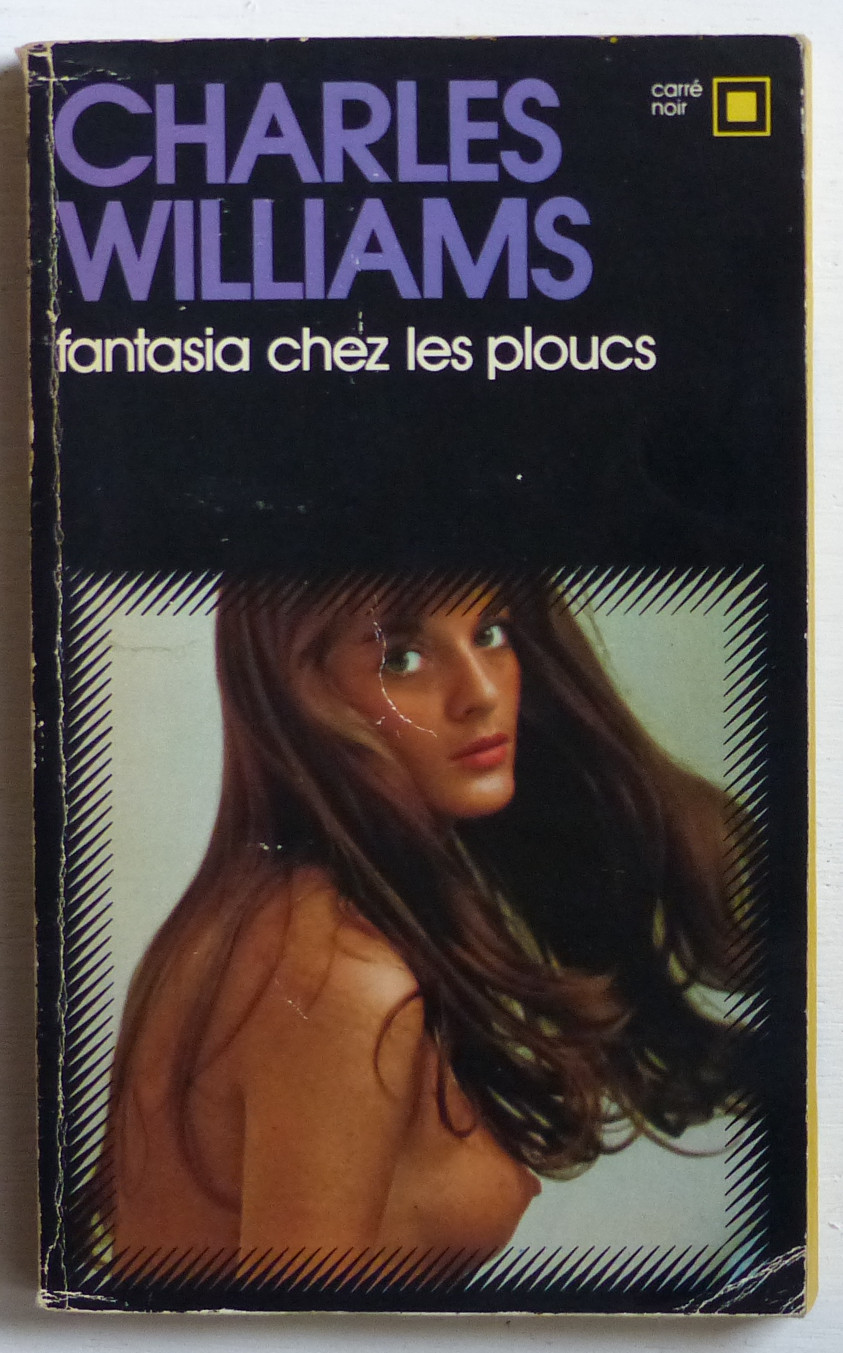 CHARLES
WILLIAMS
carré
noir
fantasia chez les ploucs